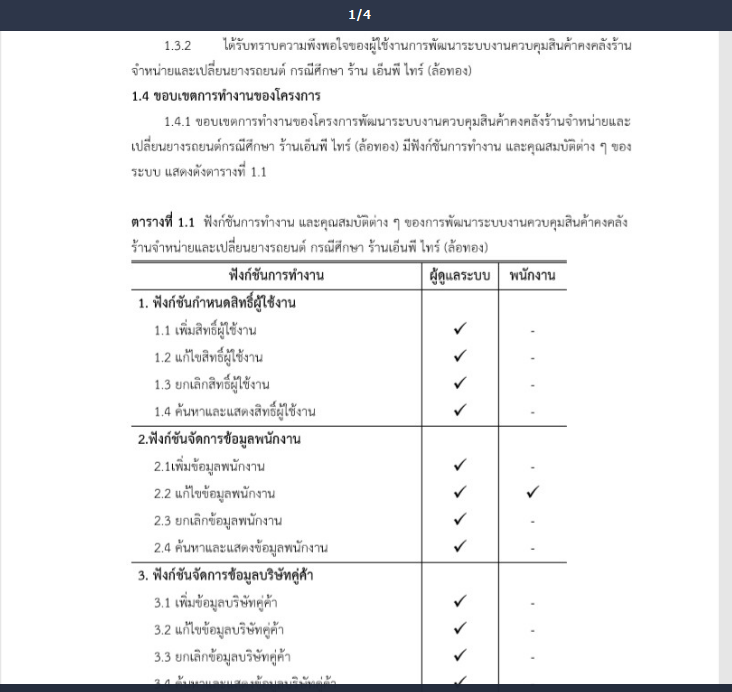 1/4
1.3.2 ได้รับทราบความพึงพอใจของผู้ใช้งานการพัฒนาระบบงานควบคุมสินค้าคงคลังร้าน
จำหน่ายและเปลี่ยนยางรถยนต์ กรณีศึกษา ร้าน เอ็นพี ไทร์ (ล้อทอง)
1.4 ขอบเขตการทำงานของโครงการ
1.4.1 ขอบเขตการทำงานของโครงการพัฒนาระบบงานควบคุมสินค้าคงคลังร้านจำหน่ายและ
เปลี่ยนยางรถยนต์กรณีศึกษา ร้านเอ็นพี ไทร์ (ล้อทอง) มีฟังก์ชันการทำงาน และคุณสมบัติต่าง ๆ ของ
ระบบ แสดงดังตารางที่ 1.1
ตารางที่ 1.1 ฟังก์ชันการทำงาน และคุณสมบัติต่าง ๆ ของการพัฒนาระบบงานควบคุมสินค้าคงคลัง
ร้านจำหน่ายและเปลี่ยนยางรถยนต์ กรณีศึกษา ร้านเอ็นพี ไทร์ (ล้อทอง)
ฟังก์ชันการทำงาน ผู้ดูแลระบบ พนักงาน
1. ฟังก์ชันกำหนดสิทธิ์ผู้ใช้งาน
1.1 เพิ่มสิทธิ์ผู้ใช้งาน ✓ -
1.2 แก้ไขสิทธิ์ผู้ใช้งาน ✓ -
1.3 ยกเลิกสิทธิ์ผู้ใช้งาน ✓ -
1.4 ค้นหาและแสดงสิทธิ์ผู้ใช้งาน ✓ -
2.ฟังก์ชันจัดการข้อมูลพนักงาน
2.1เพิ่มข้อมูลพนักงาน ✓ -
2.2 แก้ไขข้อมูลพนักงาน ✓ ✓
2.3 ยกเลิกข้อมูลพนักงาน ✓ -
2.4 ค้นหาและแสดงข้อมูลพนักงาน ✓ -
3. ฟังก์ชันจัดการข้อมูลบริษัทคู่ค้า
3.1 เพิ่มข้อมูลบริษัทคู่ค้า ✓ -
3.2 แก้ไขข้อมูลบริษัทคู่ค้า ✓ -
3.3 ยกเลิกข้อมูลบริษัทคู่ค้า ✓ -
3.4 ค้นหาและแสดงข้อมูลบริษัทคู่ค้า ✓